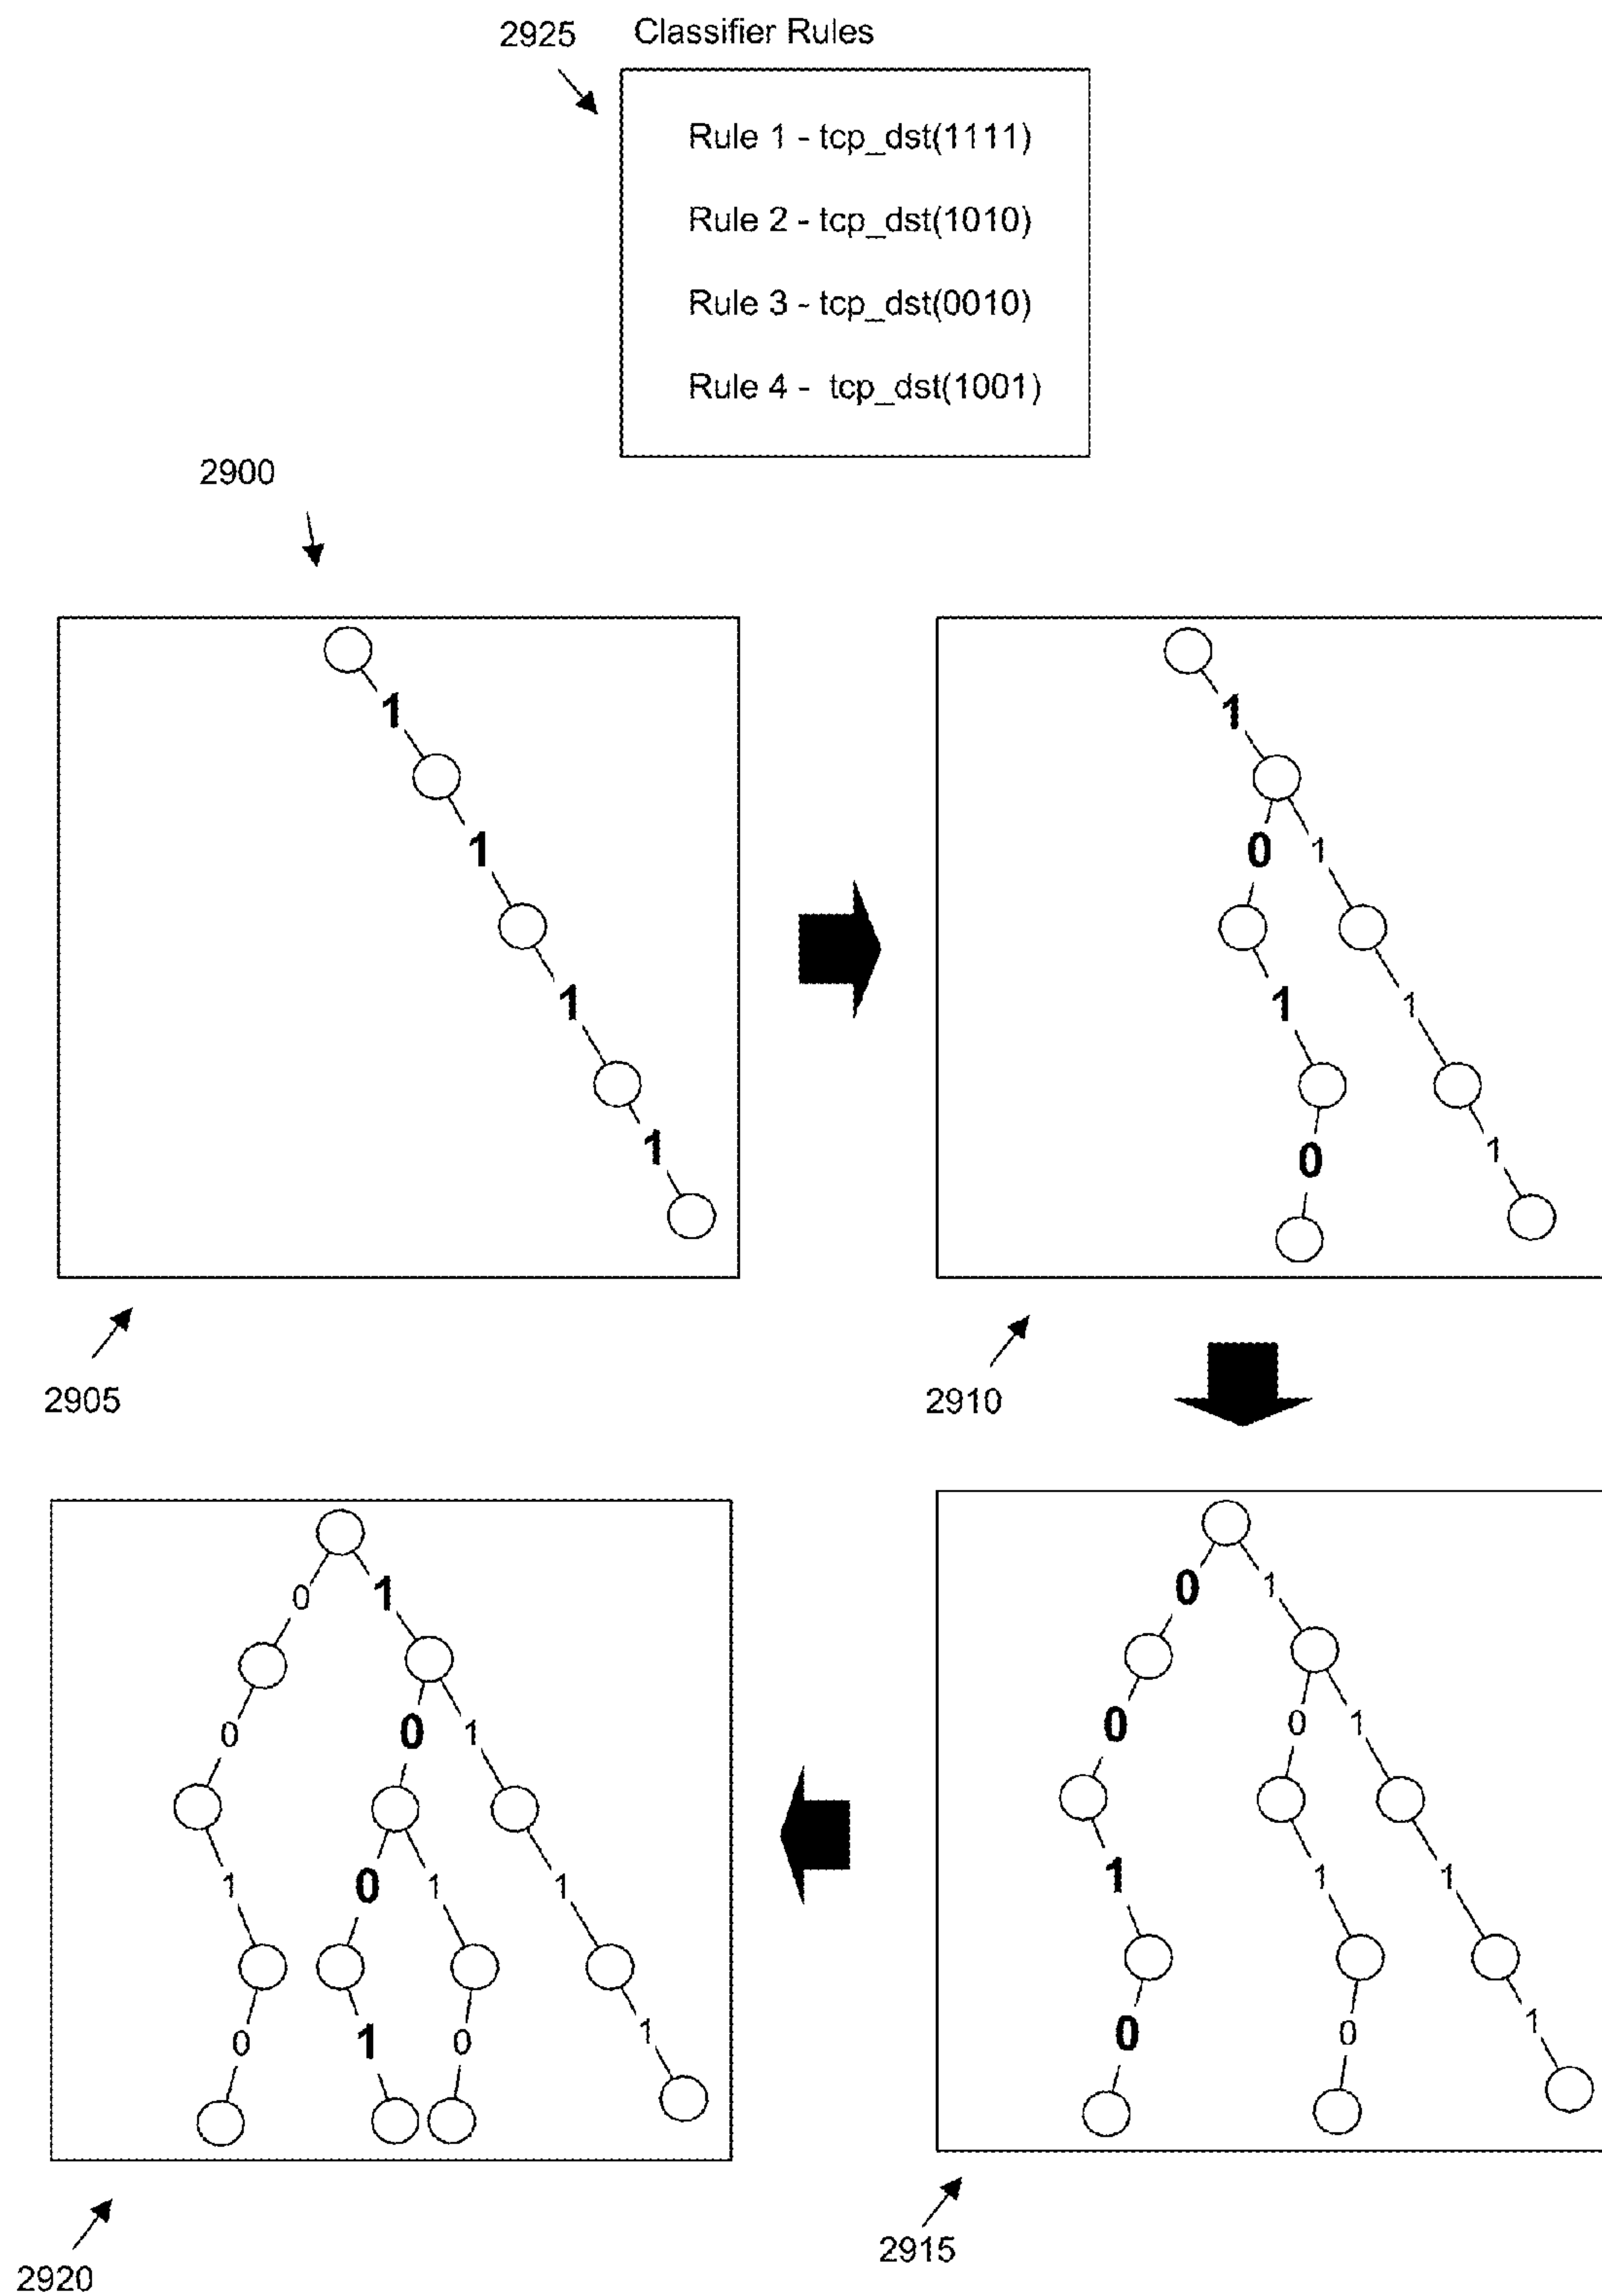 2925 Classifier Rules
Rule 1 - tcp_dst(1111)
Rule 2 - tcp_dst(1010)
Rule 3 - tcp_dst(0010)
Rule 4 - tcp_dst(1001)
2900
1
1
1
1
2905
1
0 1
1 1
0 1
2910
0 1
0 0 1
1 1 1
0 0 1
2915
0 1
0 0 1
1 0 1 1
0 1 0 1
2920